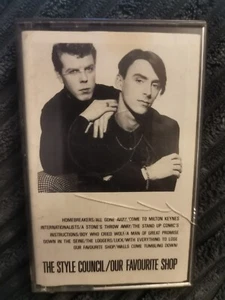 HOMEBREAKERS/ALL GONE AWAY/COME TO MILTON KEYNES
INTERNATIONALISTS/A STONE'S THROW AWAY/THE STAND UP COMIC'S
INSTRUCTIONS/BOY WHO CRIED WOLF/A MAN OF GREAT PROMISE
DOWN IN THE SEINE/THE LODGERS/LUCK/WITH EVERYTHING TO LOSE
OUR FAVOURITE SHOP/WALLS COME TUMBLING DOWN
THE STYLE COUNCIL/OUR FAVOURITE SHOP